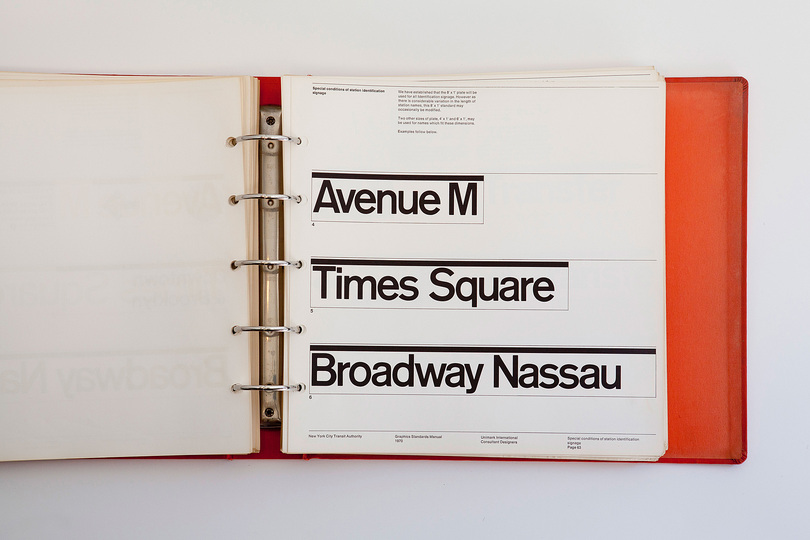 Special conditions of station identification
signage
We have established that the 8' x 1' plate will be
used for all identification signage. However as
there is considerable variation in the length of
station names, this 8' x 1' standard may
occasionally be modified.
Two other sizes of plate, 4' x 1' and 6' x 1', may
be used for names which fit these dimensions.
Examples below.
Avenue M
4
Times Square
5
Broadway Nassau
6
New York City Transit Authority
Graphics Standards Manual
1970
Unimark International
Consultant Designers
Special conditions of station identification
signage
Page 62